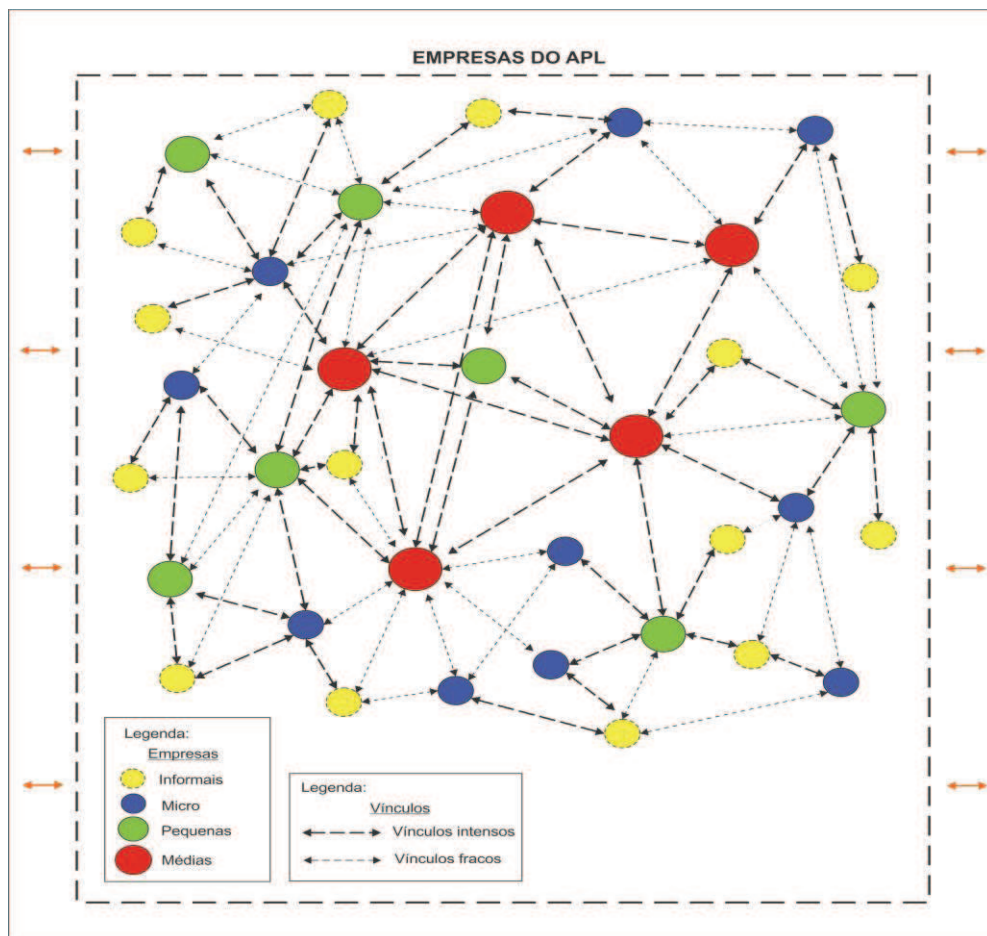 EMPRESAS DO APL
Legenda:
Empresas
Informais
Micro
Pequenas
Médias
Legenda:
Vínculos
Vínculos intensos
Vínculos fracos